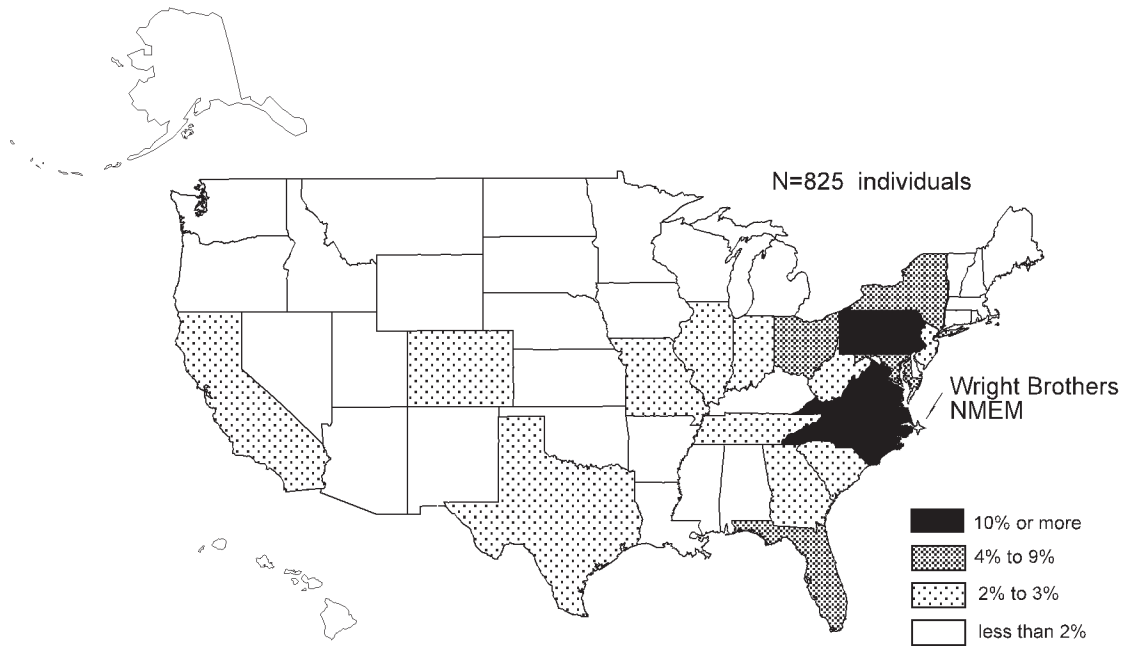 N=825 individuals
Wright Brothers
NMEM
10% or more
4% to 9%
2% to 3%
less than 2%